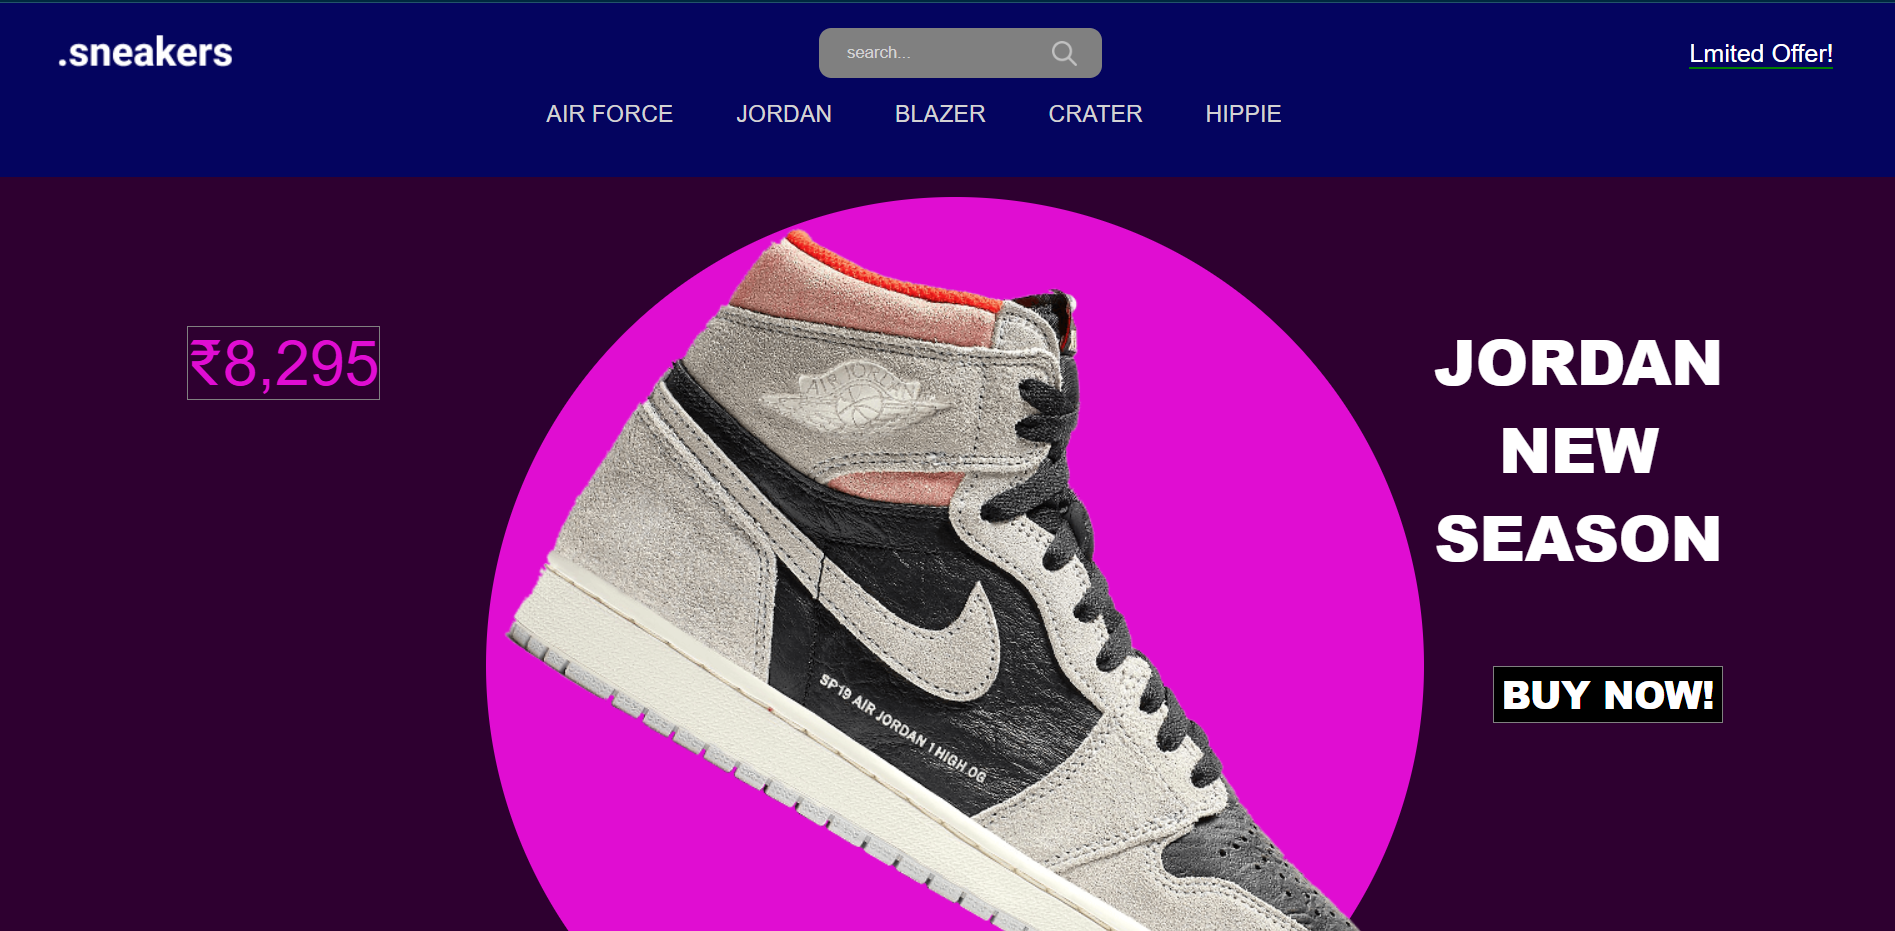 .sneakers
search...
Lmited Offer!
AIR FORCE JORDAN BLAZER CRATER HIPPIE
₹8,295
AIR JORDAN
JORDAN
NEW
SEASON
SP19 AIR JORDAN 1 HIGH OG
BUY NOW!